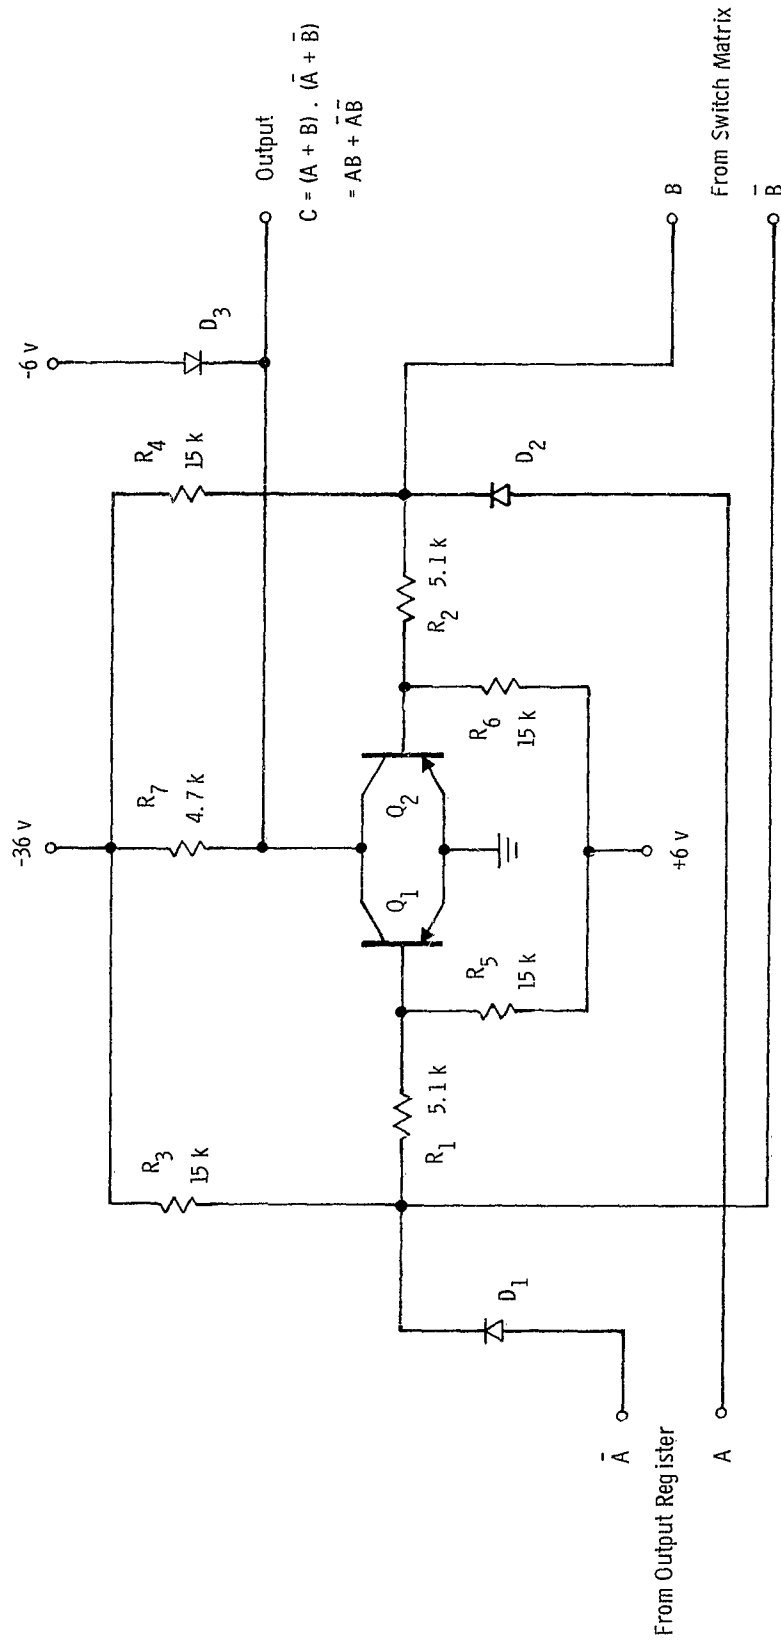 -36 v
-6 v
R3
15 k
R7
4.7 k
R4
15 k
D3
Output
C = (A + B) . (A̅ + B̅)
= AB + A̅B̅
Q1
Q2
R1
5.1 k
R2
5.1 k
R5
15 k
R6
15 k
D1
D2
A̅
From Output Register
A
+6 v
B
From Switch Matrix
B̅